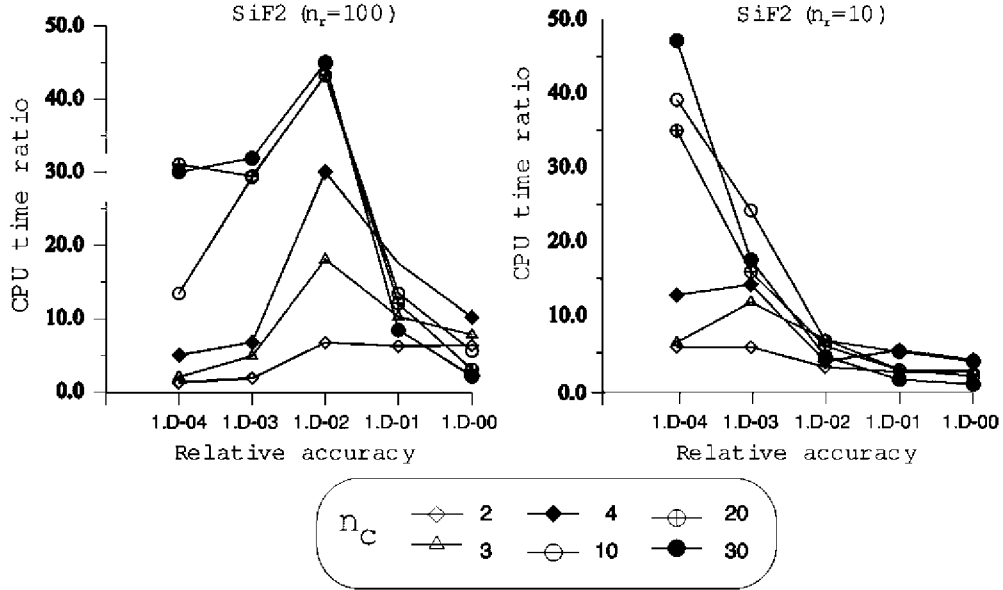 SiF2 (nr=100)
50.0
40.0
30.0
20.0
10.0
0.0
CPU time ratio
1.D-04 1.D-03 1.D-02 1.D-01 1.D-00
Relative accuracy
SiF2 (nr=10)
50.0
40.0
30.0
20.0
10.0
0.0
CPU time ratio
1.D-04 1.D-03 1.D-02 1.D-01 1.D-00
Relative accuracy
nC
2 4 20
3 10 30